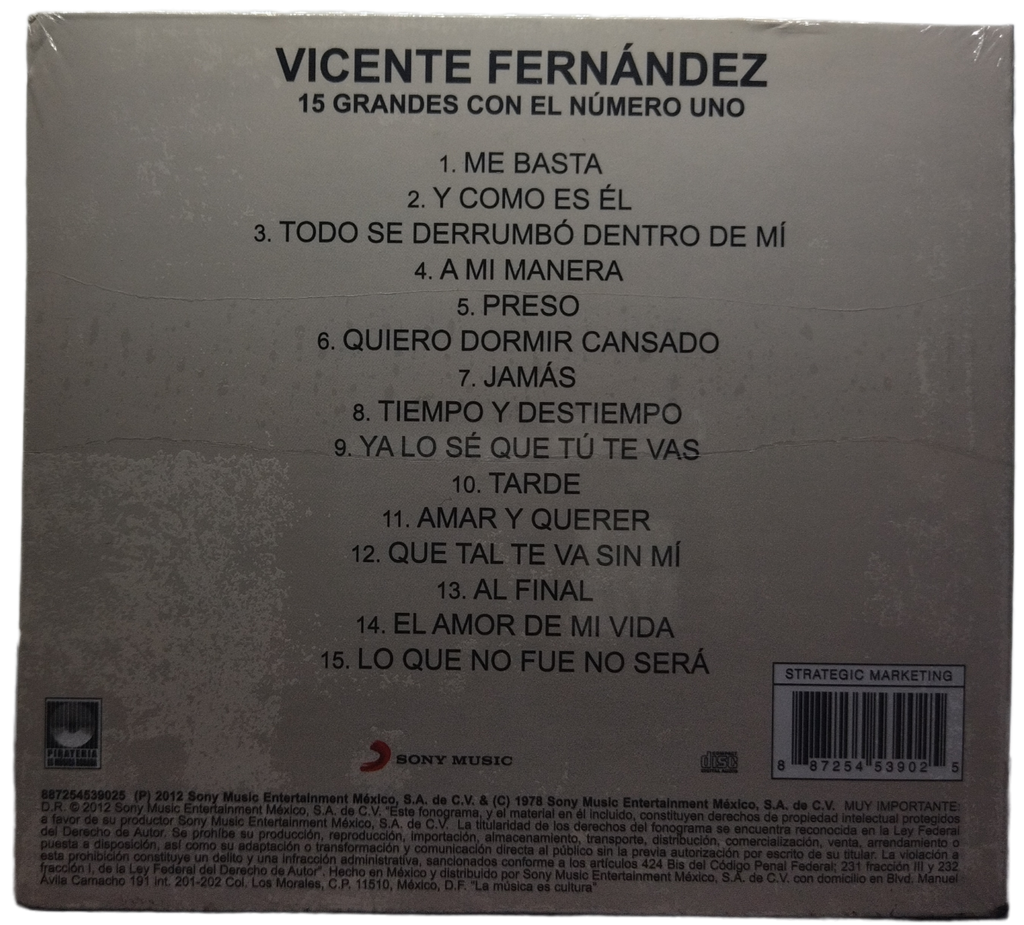 VICENTE FERNÁNDEZ
15 GRANDES CON EL NÚMERO UNO
1. ME BASTA
2. Y COMO ES ÉL
3. TODO SE DERRUMBÓ DENTRO DE MÍ
4. A MI MANERA
5. PRESO
6. QUIERO DORMIR CANSADO
7. JAMÁS
8. TIEMPO Y DESTIEMPO
9. YA LO SÉ QUE TÚ TE VAS
10. TARDE
11. AMAR Y QUERER
12. QUE TAL TE VA SIN MÍ
13. AL FINAL
14. EL AMOR DE MI VIDA
15. LO QUE NO FUE NO SERÁ
STRATEGIC MARKETING
8 87254 53902 5
PIRATERIA
SONY MUSIC
disc
887254539025 (P) 2012 Sony Music Entertainment México, S.A. de C.V. & (C) 1978 Sony Music Entertainment México, S.A. de C.V. MUY IMPORTANTE:
D.R. © 2012 Sony Music Entertainment México, S.A. de C.V. "Este fonograma, y el material en él incluido, constituyen derechos de propiedad intelectual protegidos
a favor de su productor Sony Music Entertainment México, S.A. de C.V. La titularidad de los derechos del fonograma se encuentra reconocida en la Ley Federal
del Derecho de Autor. Se prohíbe su producción, reproducción, importación, almacenamiento, transporte, distribución, comercialización, venta, arrendamiento o
puesta a disposición, así como su adaptación o transformación y comunicación directa al público sin la previa autorización por escrito de su titular. La violación a
esta prohibición constituye un delito y una infracción administrativa, sancionados conforme a los artículos 424 Bis del Código Penal Federal; 231 fracción III y 232
fracción I, de la Ley Federal del Derecho de Autor". Hecho en México y distribuido por Sony Music Entertainment México, S.A. de C.V. con domicilio en Blvd. Manuel
Ávila Camacho 191 int. 201-202 Col. Los Morales, C.P. 11510, México, D.F. "La música es cultura"